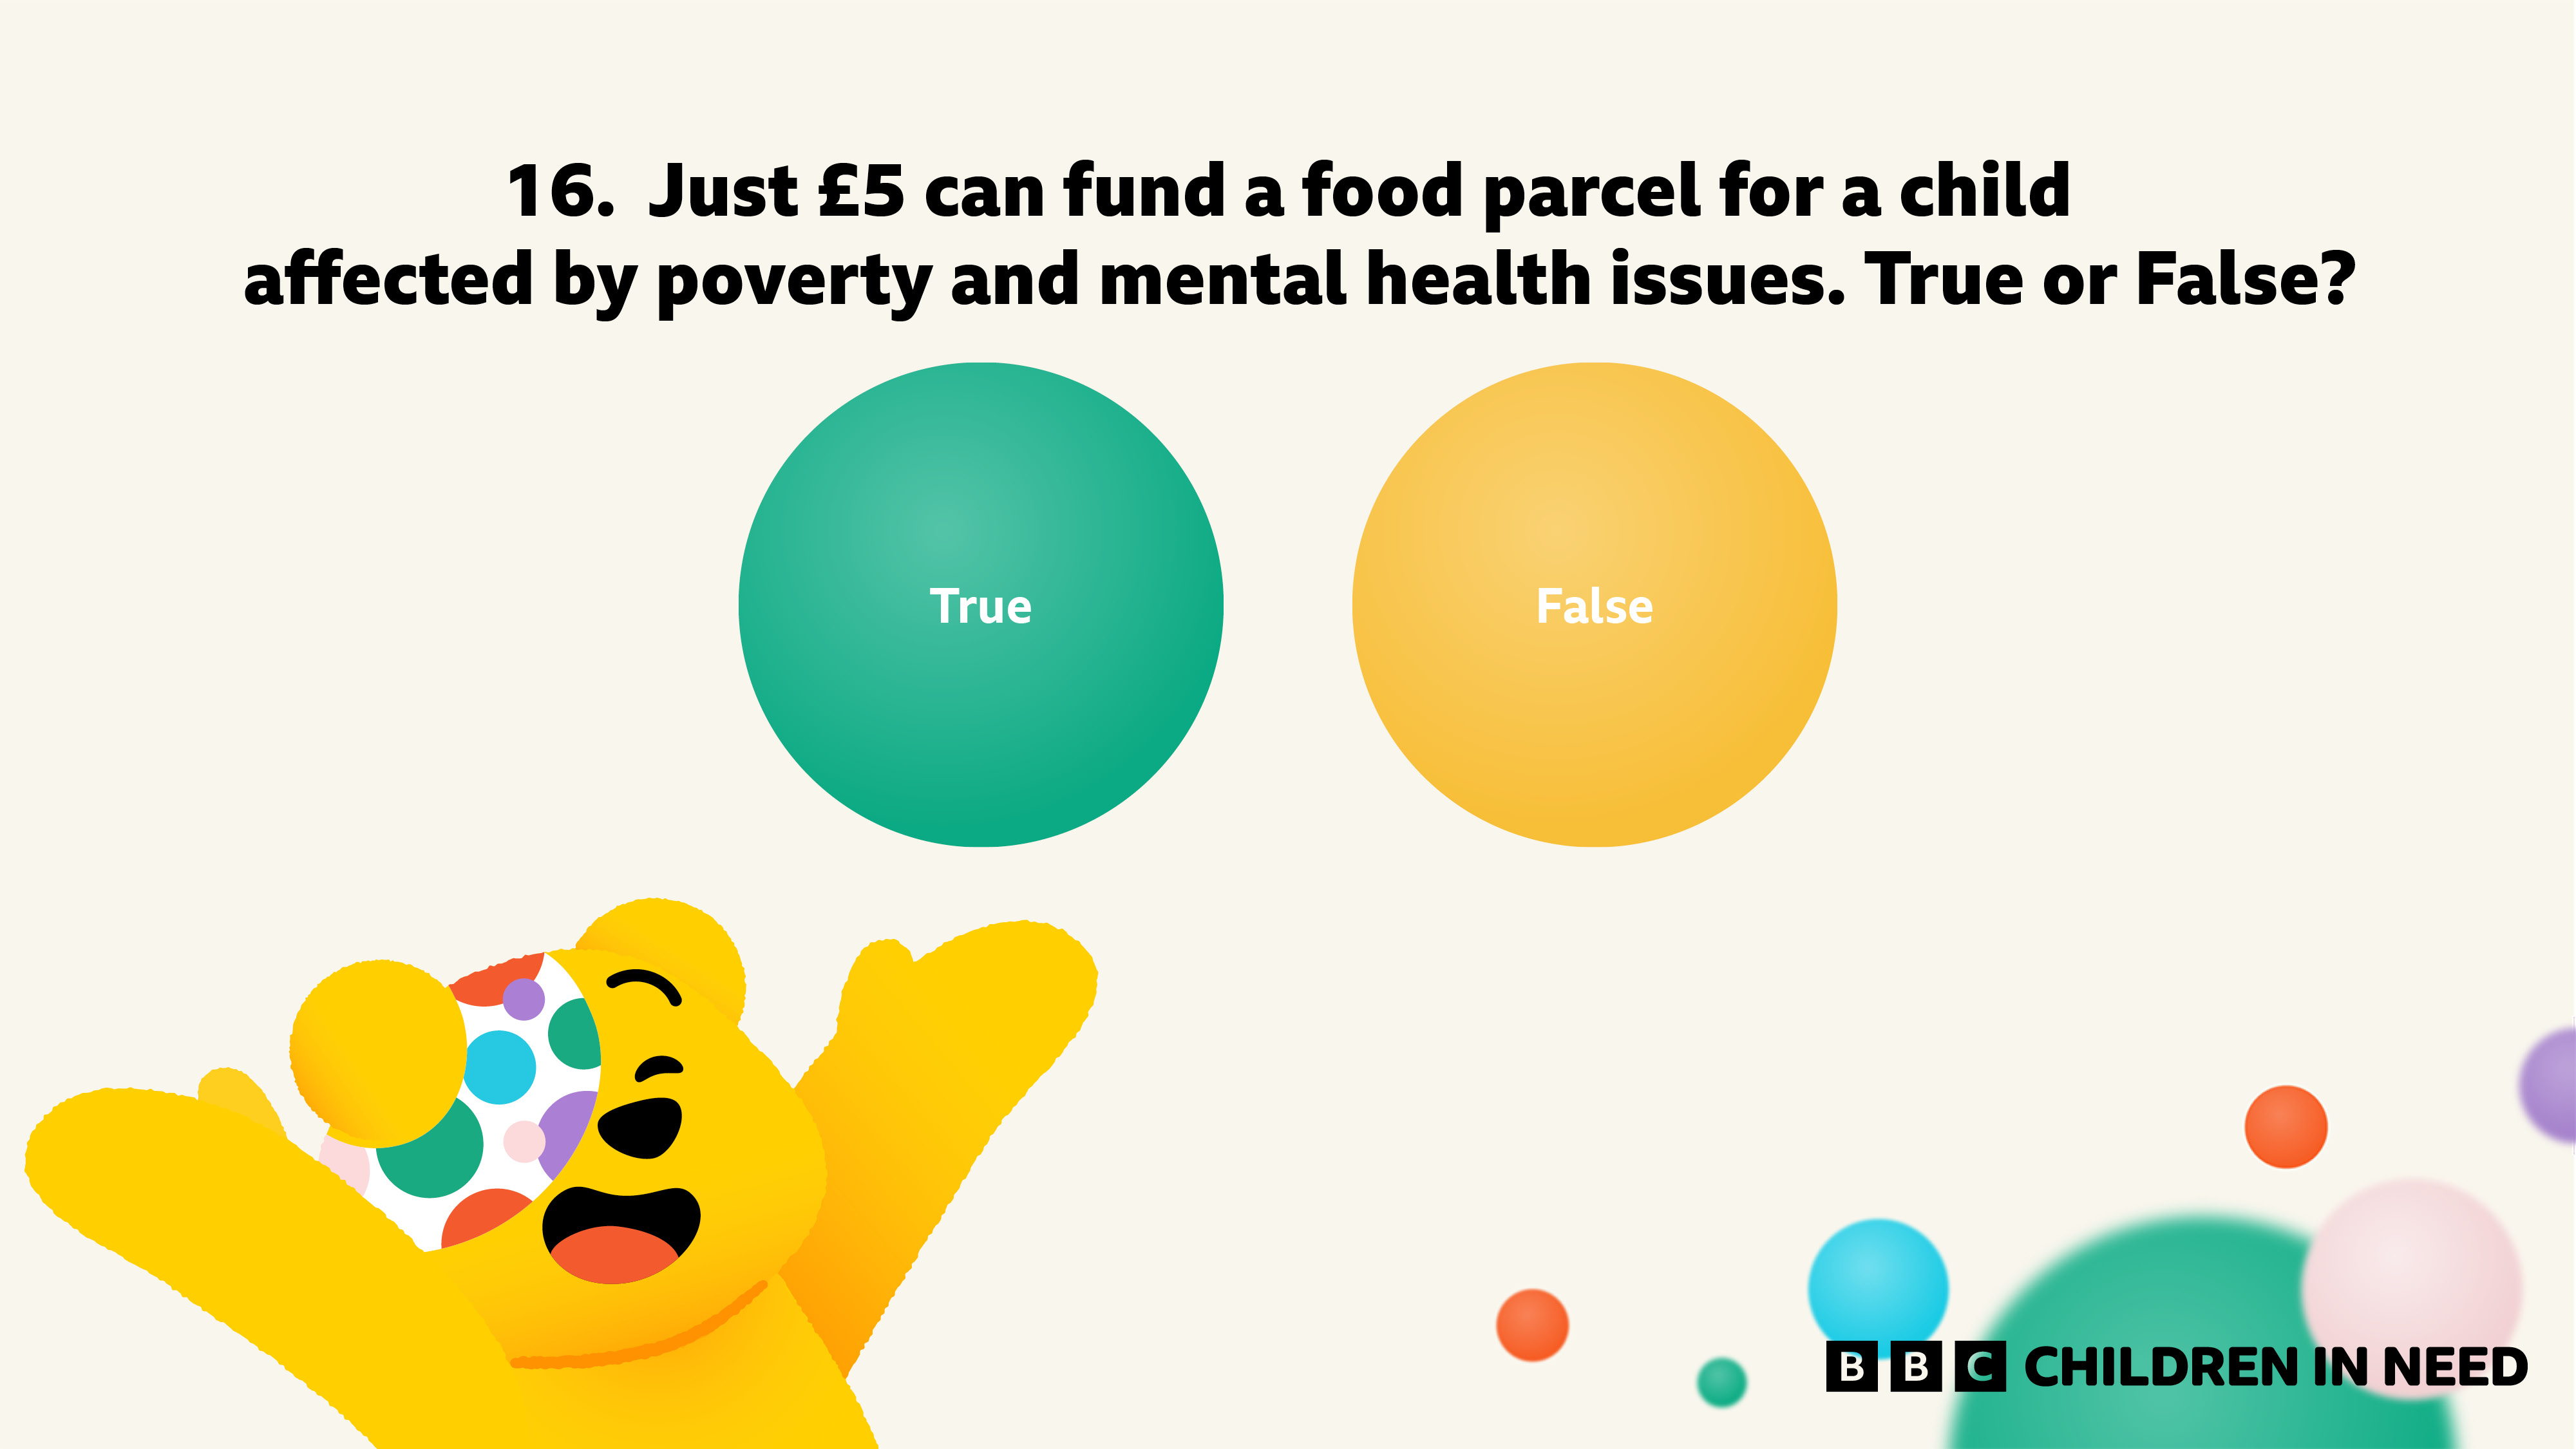 16. Just £5 can fund a food parcel for a child
affected by poverty and mental health issues. True or False?
True
False
BBC CHILDREN IN NEED